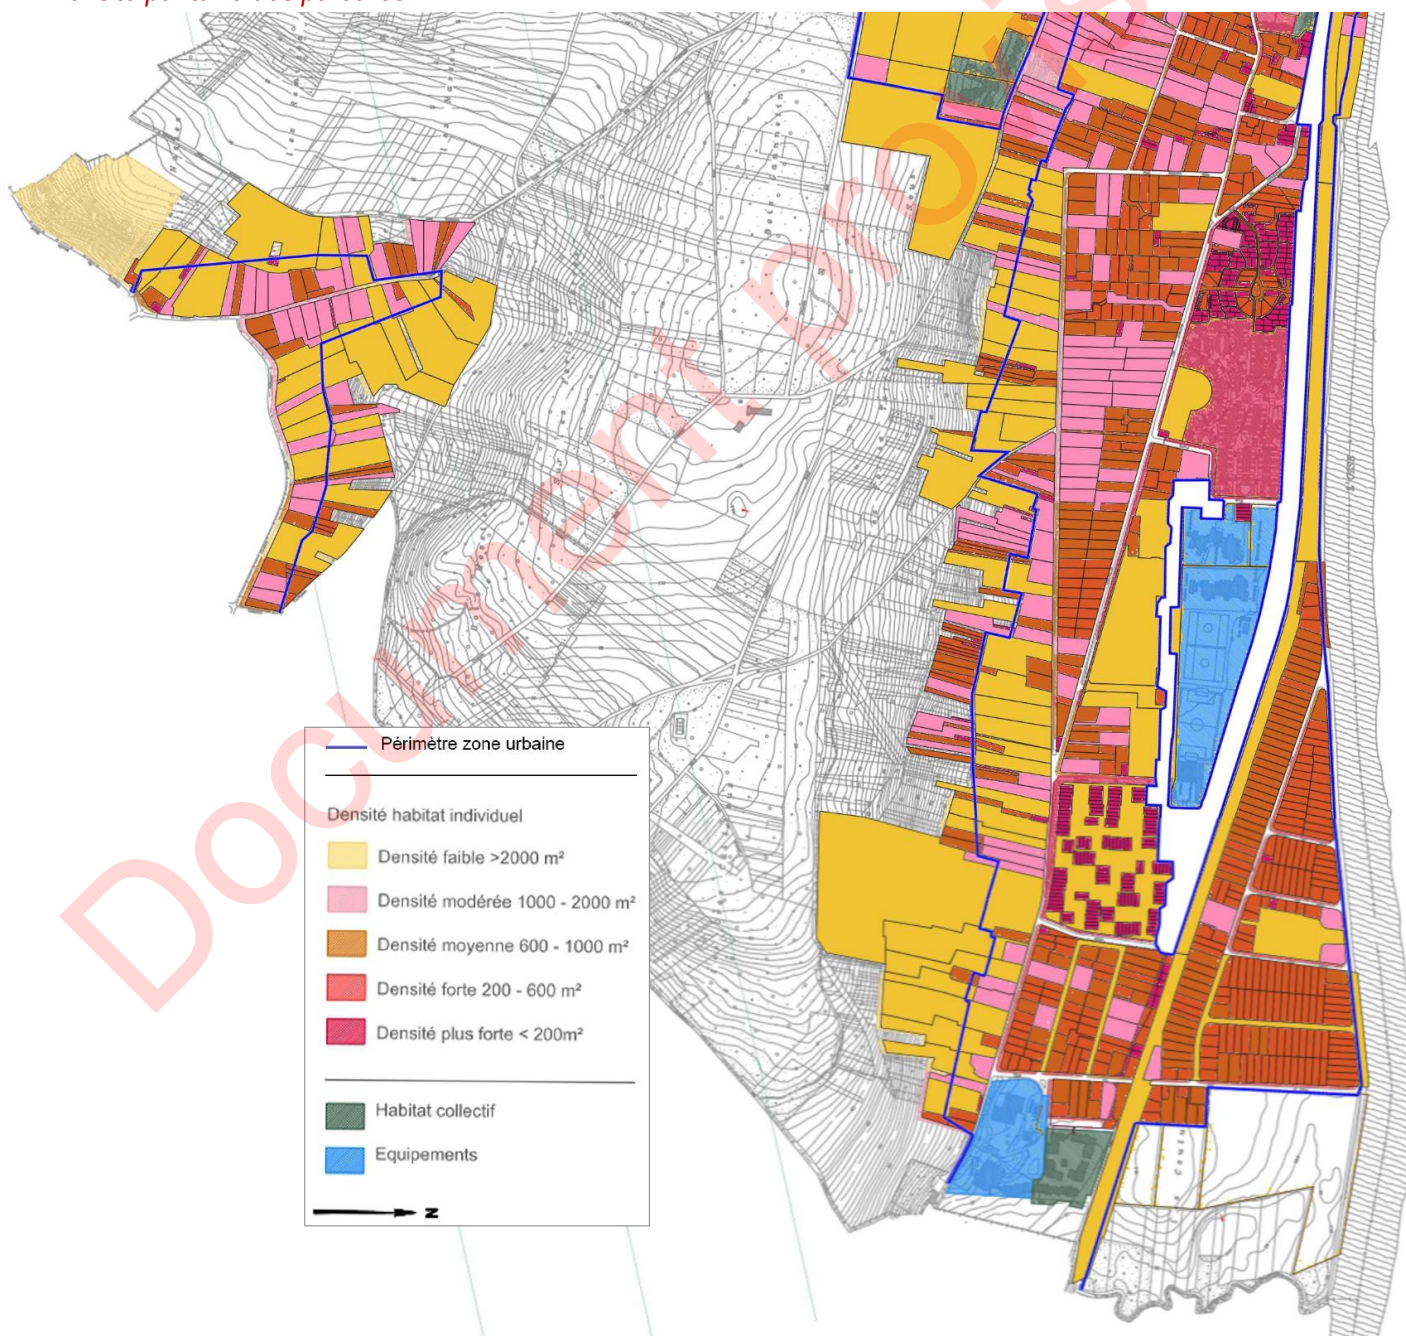 Document pro
Périmètre zone urbaine
Densité habitat individuel
Densité faible >2000 m²
Densité modérée 1000 - 2000 m²
Densité moyenne 600 - 1000 m²
Densité forte 200 - 600 m²
Densité plus forte < 200m²
Habitat collectif
Equipements
N